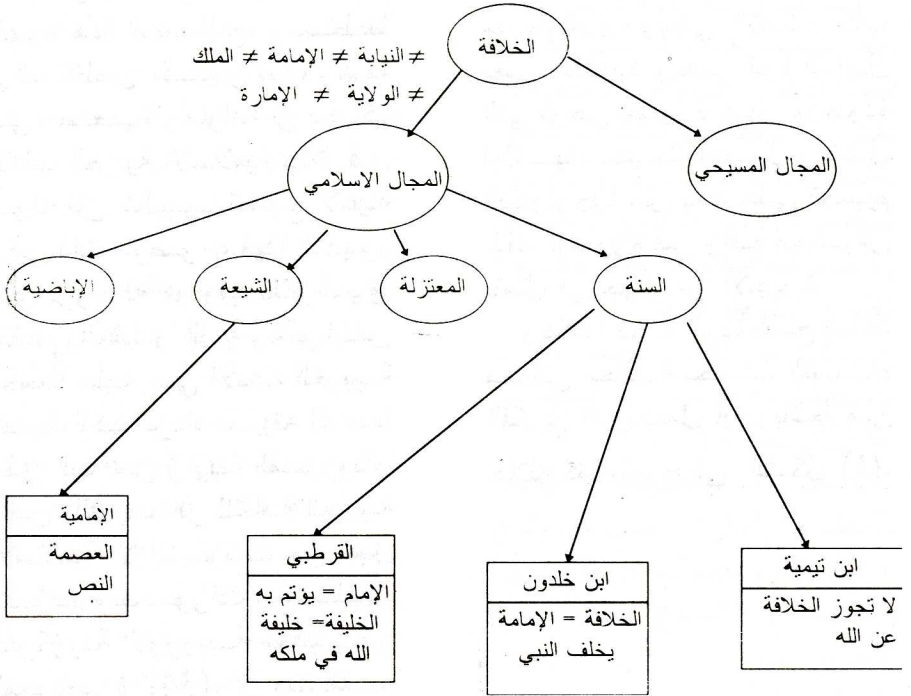 الخلافة
≠ النيابة ≠ الإمامة ≠ الملك
≠ الولاية ≠ الإمارة
المجال المسيحي
المجال الاسلامي
السنة
المعتزلة
الشيعة
الإباضية
ابن تيمية
لا تجوز الخلافة
عن الله
ابن خلدون
الخلافة = الإمامة
يخلف النبي
القرطبي
الإمام = يؤتم به
الخليفة= خليفة
الله في ملكه
الإمامية
العصمة
النص